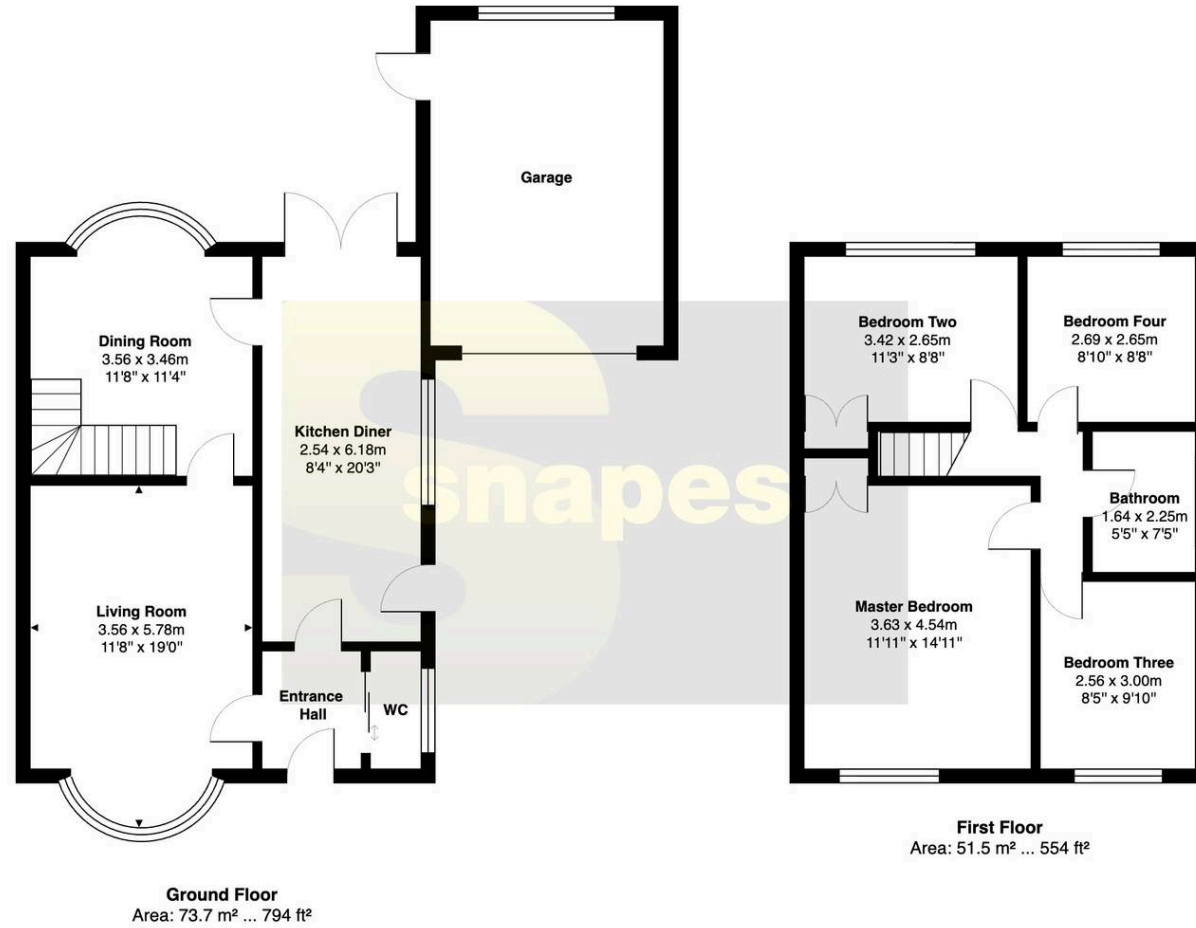 Garage
Dining Room
3.56 x 3.46m
11'8" x 11'4"
Kitchen Diner
2.54 x 6.18m
8'4" x 20'3"
Living Room
3.56 x 5.78m
11'8" x 19'0"
Entrance
Hall
WC
Ground Floor
Area: 73.7 m² ... 794 ft²
snapes
Bedroom Two
3.42 x 2.65m
11'3" x 8'8"
Bedroom Four
2.69 x 2.65m
8'10" x 8'8"
Bathroom
1.64 x 2.25m
5'5" x 7'5"
Master Bedroom
3.63 x 4.54m
11'11" x 14'11"
Bedroom Three
2.56 x 3.00m
8'5" x 9'10"
First Floor
Area: 51.5 m² ... 554 ft²